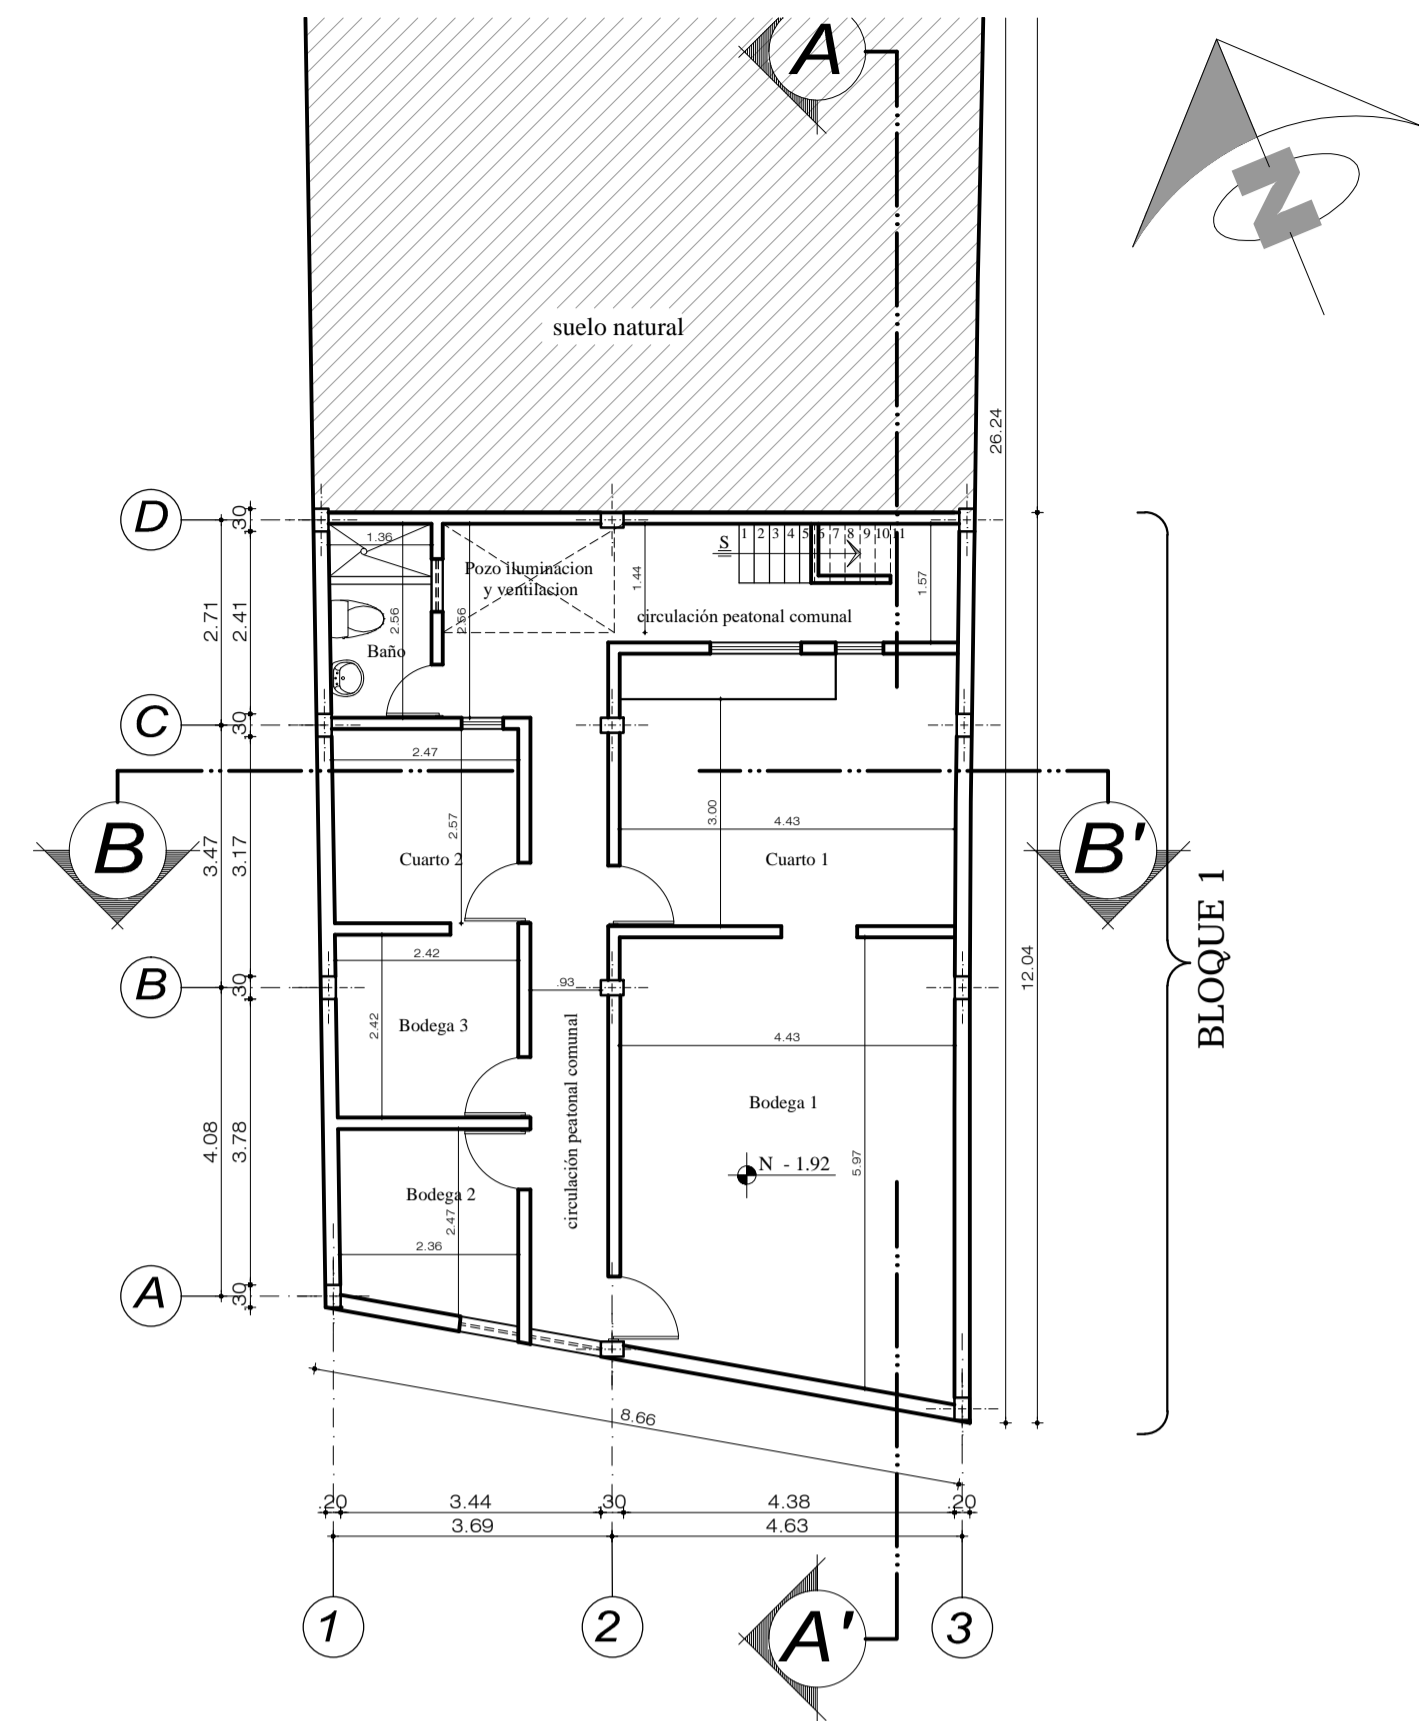 A
N
suelo natural
26.24
D
.30
1.36
Pozo iluminacion
y ventilacion
S
1 2 3 4 5 6 7 8 9 10 11
1.44
1.57
circulación peatonal comunal
2.71
2.41
2.56
2.56
Baño
C
.30
2.47
B
B'
3.47
3.17
2.57
3.00
4.43
Cuarto 2
Cuarto 1
BLOQUE 1
12.04
2.42
B
.30
.93
2.42
Bodega 3
4.43
circulación peatonal comunal
Bodega 1
4.08
3.78
N - 1.92
5.97
Bodega 2
2.47
2.36
A
.30
8.66
.20
3.44
.30
4.38
.20
3.69
4.63
1
2
A'
3